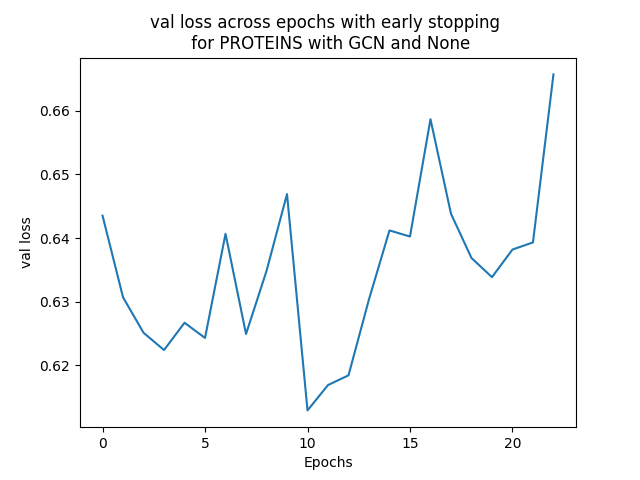 val loss across epochs with early stopping
for PROTEINS with GCN and None
0.66
0.65
0.64
0.63
0.62
val loss
0 5 10 15 20
Epochs